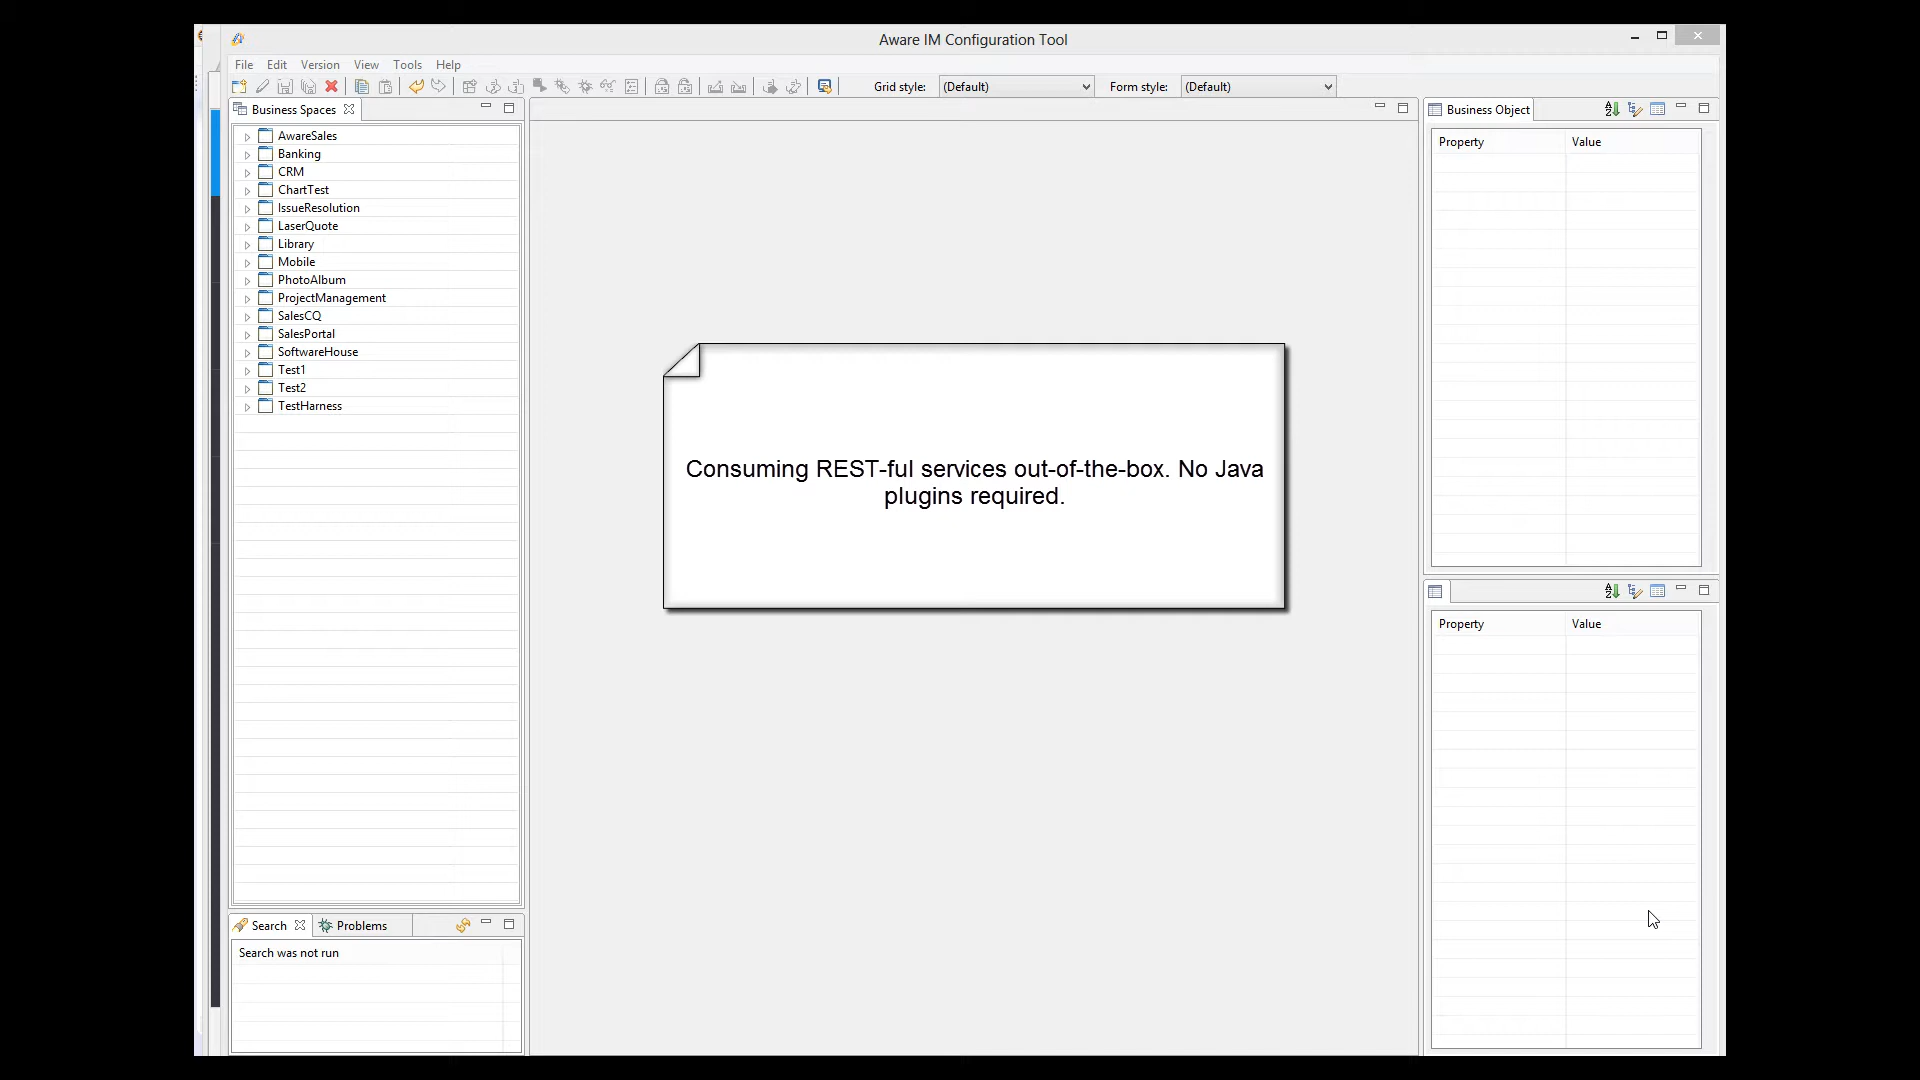 Aware IM Configuration Tool
File Edit Version View Tools Help
Grid style: (Default) Form style: (Default)
Business Spaces
AwareSales
Banking
CRM
ChartTest
IssueResolution
LaserQuote
Library
Mobile
PhotoAlbum
ProjectManagement
SalesCQ
SalesPortal
SoftwareHouse
Test1
Test2
TestHarness
Search Problems
Search was not run
Consuming REST-ful services out-of-the-box. No Java
plugins required.
Business Object
Property Value
Property Value